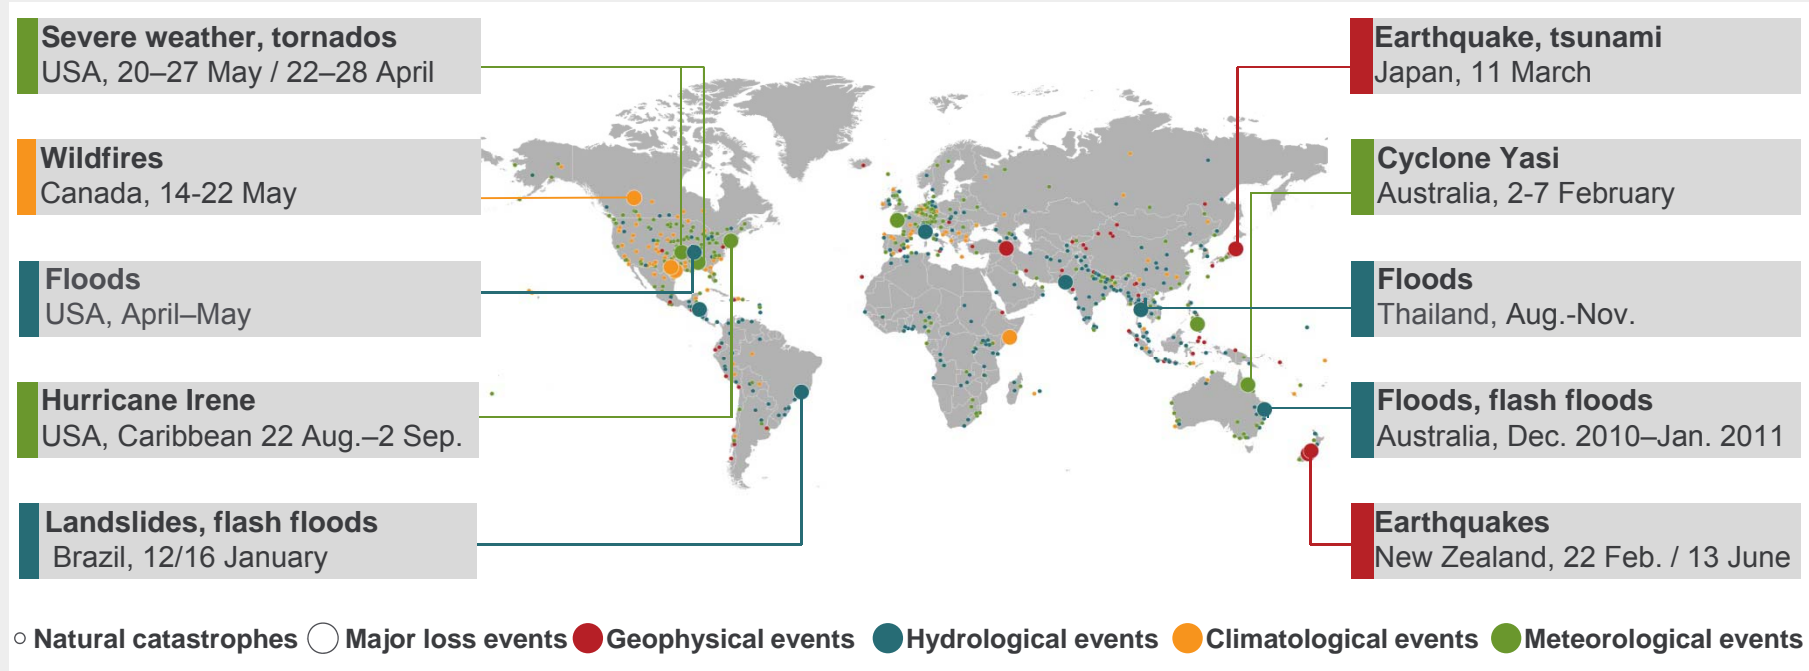 Severe weather, tornados
USA, 20–27 May / 22–28 April
Wildfires
Canada, 14-22 May
Floods
USA, April–May
Hurricane Irene
USA, Caribbean 22 Aug.–2 Sep.
Landslides, flash floods
Brazil, 12/16 January
Earthquake, tsunami
Japan, 11 March
Cyclone Yasi
Australia, 2-7 February
Floods
Thailand, Aug.-Nov.
Floods, flash floods
Australia, Dec. 2010–Jan. 2011
Earthquakes
New Zealand, 22 Feb. / 13 June
Natural catastrophes Major loss events Geophysical events Hydrological events Climatological events Meteorological events